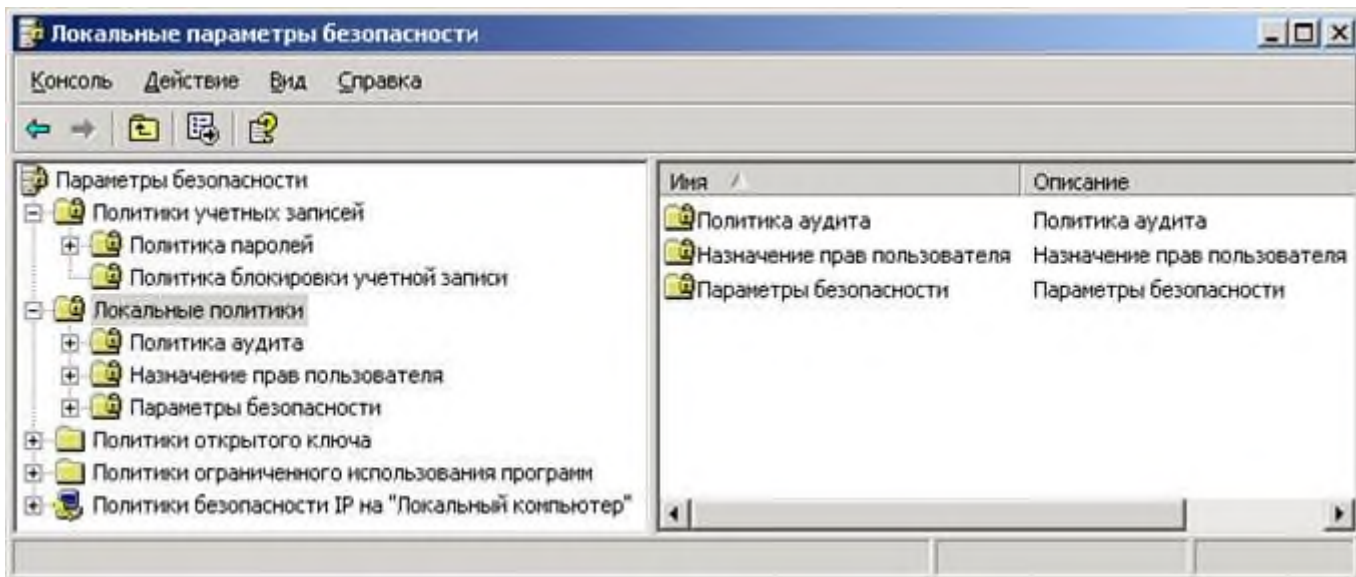 Локальные параметры безопасности
Консоль Действие Вид Справка
Параметры безопасности
Политики учетных записей
Политика паролей
Политика блокировки учетной записи
Локальные политики
Политика аудита
Назначение прав пользователя
Параметры безопасности
Политики открытого ключа
Политики ограниченного использования программ
Политики безопасности IP на "Локальный компьютер"
Имя Описание
Политика аудита Политика аудита
Назначение прав пользователя Назначение прав пользователя
Параметры безопасности Параметры безопасности